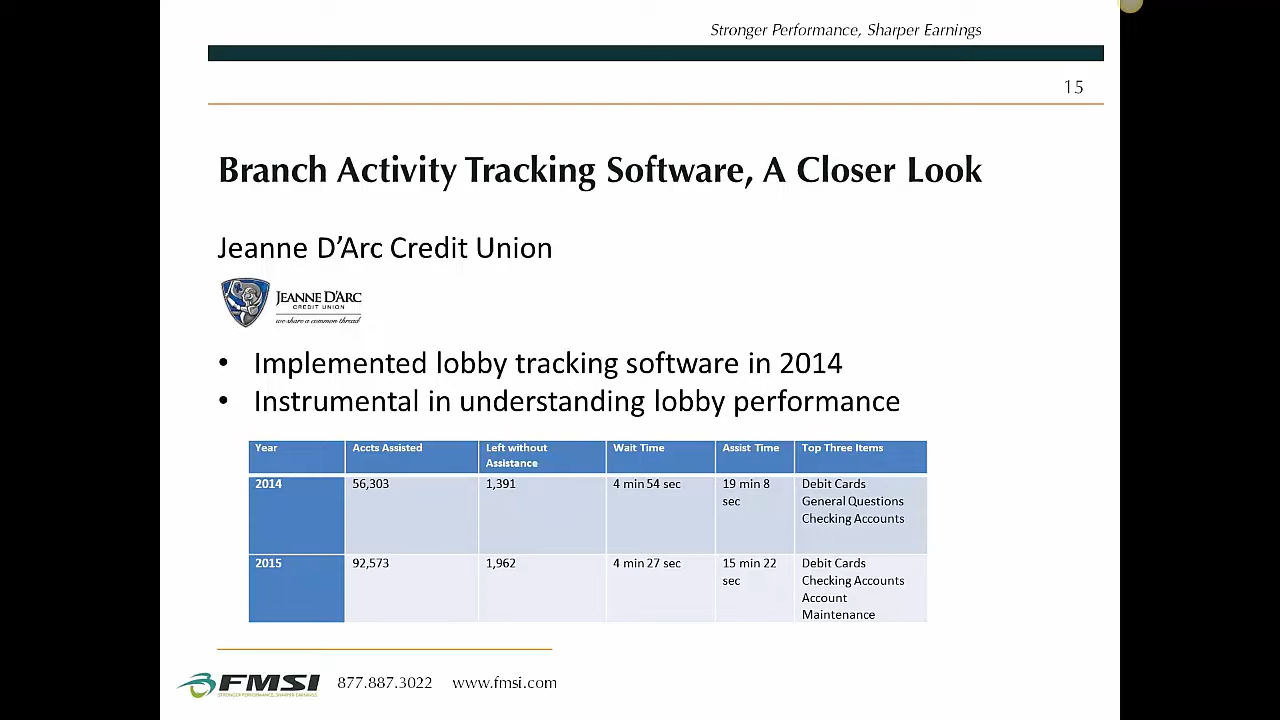 Stronger Performance, Sharper Earnings
15
Branch Activity Tracking Software, A Closer Look
Jeanne D'Arc Credit Union
JEANNE D'ARC
CREDIT UNION
we share a common thread
• Implemented lobby tracking software in 2014
• Instrumental in understanding lobby performance
Year Accts Assisted Left without Assistance Wait Time Assist Time Top Three Items
2014 56,303 1,391 4 min 54 sec 19 min 8 sec Debit Cards
General Questions
Checking Accounts
2015 92,573 1,962 4 min 27 sec 15 min 22 sec Debit Cards
Checking Accounts
Account
Maintenance
FMSI 877.887.3022 www.fmsi.com
STRONGER PERFORMANCE, SHARPER EARNINGS